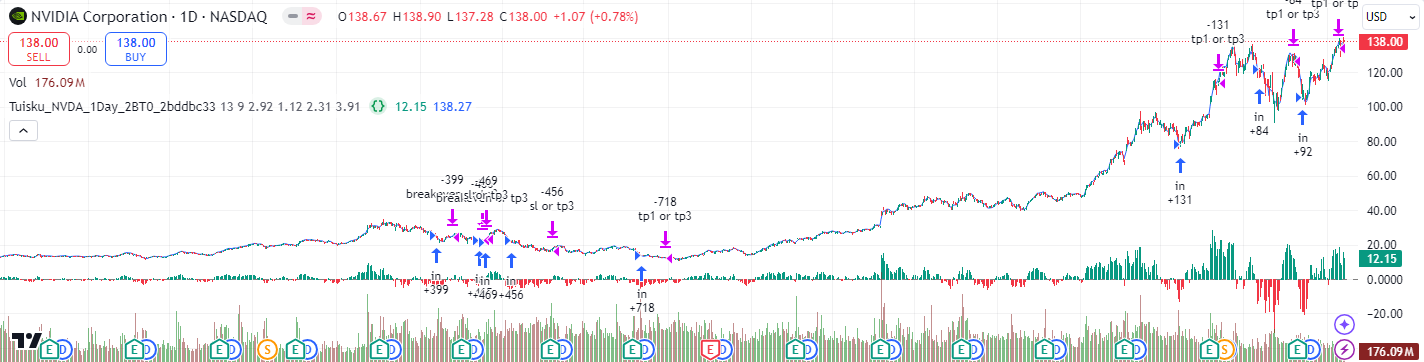 NVIDIA Corporation · 1D · NASDAQ O138.67 H138.90 L137.28 C138.00 +1.07 (+0.78%)
USD
138.00 SELL
0.00
138.00 BUY
Vol 176.09M
Tuisku_NVDA_1Day_2BT0_2bddbc33 13 9 2.92 1.12 2.31 3.91 {} 12.15 138.27
-399
-469
-456
sl or tp3
-718
tp1 or tp3
-131
tp1 or tp3
tp1 or tp3
in
+399
in
+469
in
+456
in
+718
in
+131
in
+84
in
+92
138.00
120.00
100.00
80.00
60.00
40.00
20.00
12.15
0.0000
−20.00
176.09M
E D E D E D S E D E D E D E D E D E D E D E D E D E D E D E S E D